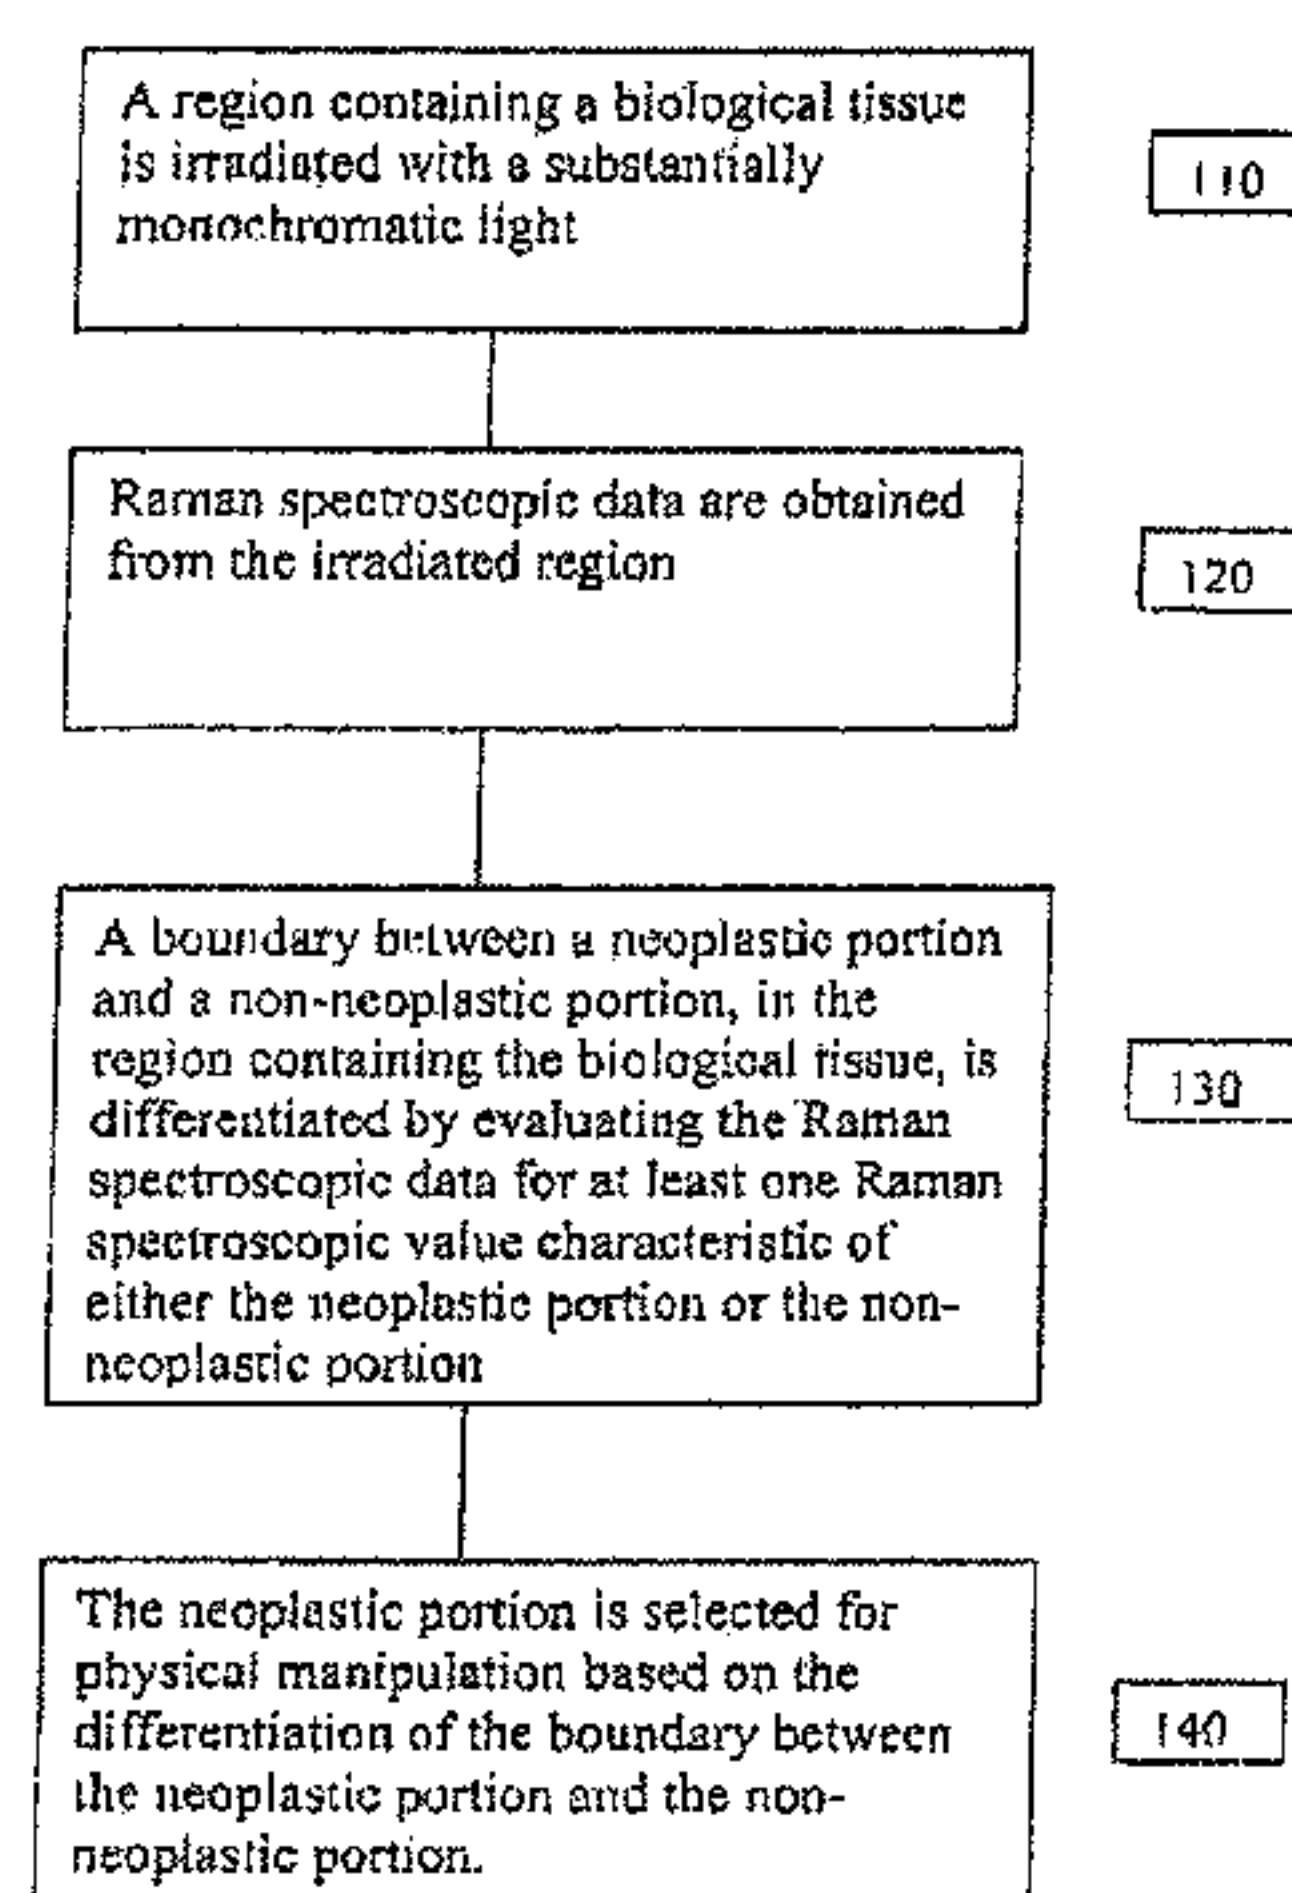 A region containing a biological tissue
is irradiated with a substantially
monochromatic light
110
Raman spectroscopic data are obtained
from the irradiated region
120
A boundary between a neoplastic portion
and a non-neoplastic portion, in the
region containing the biological tissue, is
differentiated by evaluating the Raman
spectroscopic data for at least one Raman
spectroscopic value characteristic of
either the neoplastic portion or the non-
neoplastic portion
130
The neoplastic portion is selected for
physical manipulation based on the
differentiation of the boundary between
the neoplastic portion and the non-
neoplastic portion.
140